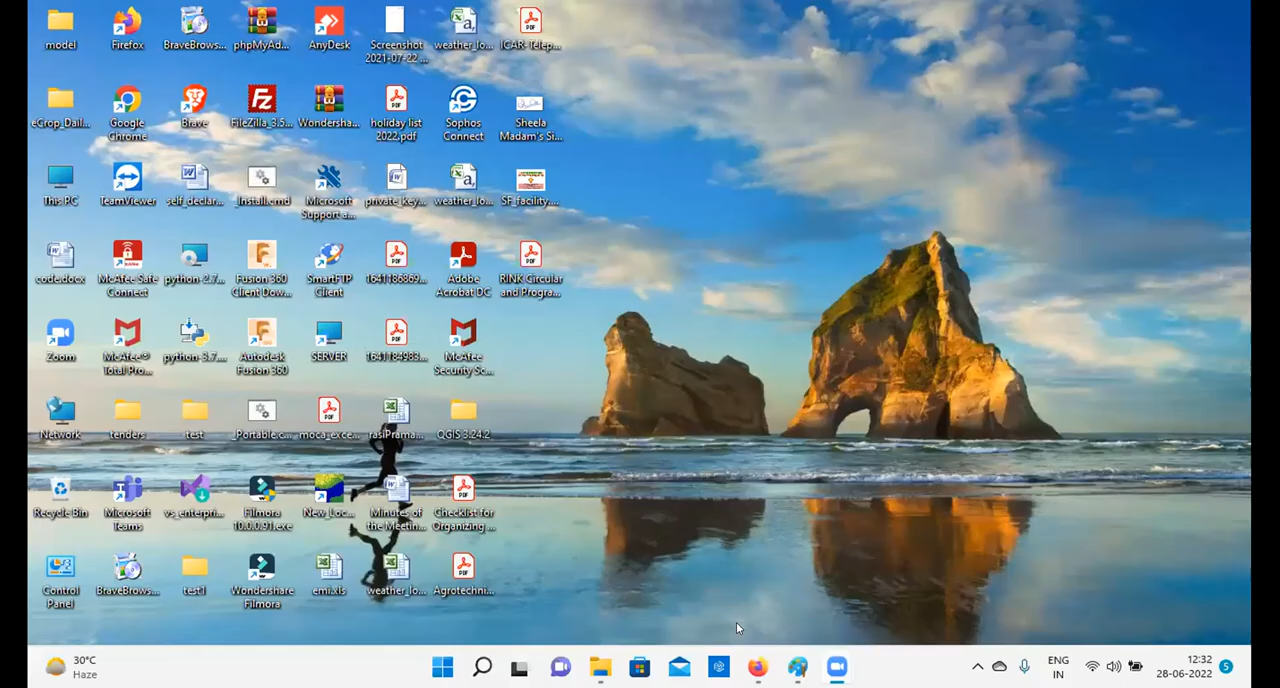 model
Firefox
BraveBrows...
phpMyAd...
AnyDesk
Screenshot
2021-07-22 ...
weather_lo...
ICAR-Telep...
eCrop_Dail...
Google
Chrome
Brave
FileZilla_3.5...
Wondersha...
holiday list
2022.pdf
Sophos
Connect
Sheela
Madam's Si...
This PC
TeamViewer
self_declar...
_Install.cmd
Microsoft
Support a...
private_key...
weather_lo...
SF_facility....
code.docx
McAfee Safe
Connect
python-2.7...
Fusion 360
Client Dow...
SmartFTP
Client
1641186869...
Adobe
Acrobat DC
RINK Circular
and Progra...
Zoom
McAfee®
Total Pro...
python-3.7...
Autodesk
Fusion 360
SERVER
1641184983...
McAfee
Security Sc...
Network
tenders
test
_Portable.c...
moca_exce...
rasiPrama...
QGIS 3.24.2
Recycle Bin
Microsoft
Teams
vs_enterpri...
Filmora
10.0.0.91.exe
New_Loc...
Minutes of
the Meetin...
Checklist for
Organizing ...
Control
Panel
BraveBrows...
test1
Wondershare
Filmora
emi.xls
weather_lo...
Agrotechni...
30°C
Haze
ENG
IN
12:32
28-06-2022
5